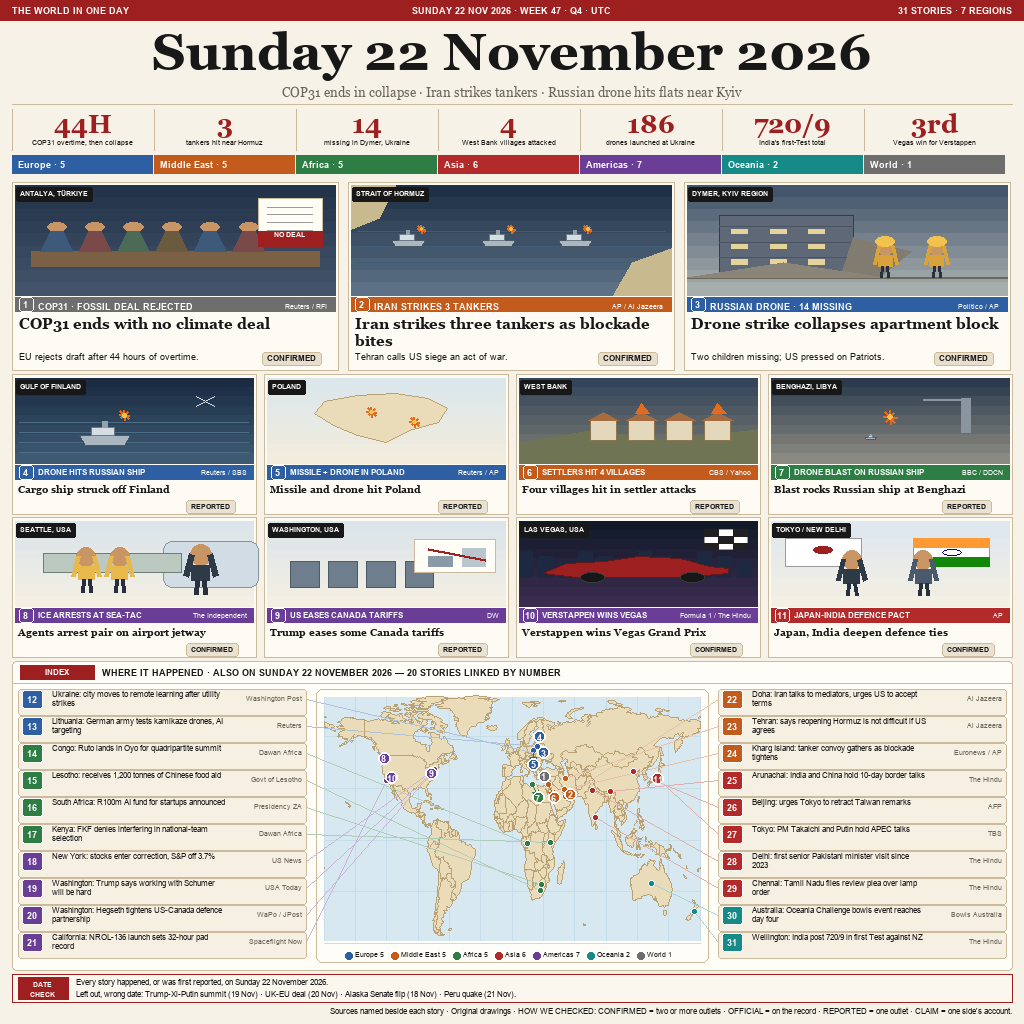 THE WORLD IN ONE DAY
SUNDAY 22 NOV 2026 · WEEK 47 · Q4 · UTC
31 STORIES · 7 REGIONS
Sunday 22 November 2026
COP31 ends in collapse · Iran strikes tankers · Russian drone hits flats near Kyiv
44H
COP31 overtime, then collapse
3
tankers hit near Hormuz
14
missing in Dymer, Ukraine
4
West Bank villages attacked
186
drones launched at Ukraine
720/9
India's first-Test total
3rd
Vegas win for Verstappen
Europe · 5
Middle East · 5
Africa · 5
Asia · 6
Americas · 7
Oceania · 2
World · 1
ANTALYA, TÜRKIYE
NO DEAL
1 COP31 · FOSSIL DEAL REJECTED
Reuters / RFI
COP31 ends with no climate deal
EU rejects draft after 44 hours of overtime.
CONFIRMED
STRAIT OF HORMUZ
2 IRAN STRIKES 3 TANKERS
AP / Al Jazeera
Iran strikes three tankers as blockade
bites
Tehran calls US siege an act of war.
CONFIRMED
DYMER, KYIV REGION
3 RUSSIAN DRONE · 14 MISSING
Politico / AP
Drone strike collapses apartment block
Two children missing; US pressed on Patriots.
CONFIRMED
GULF OF FINLAND
4 DRONE HITS RUSSIAN SHIP
Reuters / SBS
Cargo ship struck off Finland
REPORTED
POLAND
5 MISSILE + DRONE IN POLAND
Reuters / AP
Missile and drone hit Poland
REPORTED
WEST BANK
6 SETTLERS HIT 4 VILLAGES
CBS / Yahoo
Four villages hit in settler attacks
REPORTED
BENGHAZI, LIBYA
7 DRONE BLAST ON RUSSIAN SHIP
BBC / DDCN
Blast rocks Russian ship at Benghazi
REPORTED
SEATTLE, USA
8 ICE ARRESTS AT SEA-TAC
The Independent
Agents arrest pair on airport jetway
CONFIRMED
WASHINGTON, USA
9 US EASES CANADA TARIFFS
DW
Trump eases some Canada tariffs
REPORTED
LAS VEGAS, USA
10 VERSTAPPEN WINS VEGAS
Formula 1 / The Hindu
Verstappen wins Vegas Grand Prix
CONFIRMED
TOKYO / NEW DELHI
11 JAPAN-INDIA DEFENCE PACT
AP
Japan, India deepen defence ties
CONFIRMED
INDEX
WHERE IT HAPPENED · ALSO ON SUNDAY 22 NOVEMBER 2026 — 20 STORIES LINKED BY NUMBER
12 Ukraine: city moves to remote learning after utility
strikes
Washington Post
13 Lithuania: German army tests kamikaze drones, AI
targeting
Reuters
14 Congo: Ruto lands in Oyo for quadripartite summit
Dawan Africa
15 Lesotho: receives 1,200 tonnes of Chinese food aid
Govt of Lesotho
16 South Africa: R100m AI fund for startups announced
Presidency ZA
17 Kenya: FKF denies interfering in national-team
selection
Dawan Africa
18 New York: stocks enter correction, S&P off 3.7%
US News
19 Washington: Trump says working with Schumer
will be hard
USA Today
20 Washington: Hegseth tightens US-Canada defence
partnership
WaPo / JPost
21 California: NROL-136 launch sets 32-hour pad
record
Spaceflight Now
4
3
5
1
7
6
2
8
10
9
11
Europe 5
Middle East 5
Africa 5
Asia 6
Americas 7
Oceania 2
World 1
22 Doha: Iran talks to mediators, urges US to accept
terms
Al Jazeera
23 Tehran: says reopening Hormuz is not difficult if US
agrees
Al Jazeera
24 Kharg Island: tanker convoy gathers as blockade
tightens
Euronews / AP
25 Arunachal: India and China hold 10-day border talks
The Hindu
26 Beijing: urges Tokyo to retract Taiwan remarks
AFP
27 Tokyo: PM Takaichi and Putin hold APEC talks
TBS
28 Delhi: first senior Pakistani minister visit since
2023
The Hindu
29 Chennai: Tamil Nadu files review plea over lamp
order
The Hindu
30 Australia: Oceania Challenge bowls event reaches
day four
Bowls Australia
31 Wellington: India post 720/9 in first Test against NZ
The Hindu
DATE
CHECK
Every story happened, or was first reported, on Sunday 22 November 2026.
Left out, wrong date: Trump-Xi-Putin summit (19 Nov) · UK-EU deal (20 Nov) · Alaska Senate flip (18 Nov) · Peru quake (21 Nov).
Sources named beside each story · Original drawings · HOW WE CHECKED: CONFIRMED = two or more outlets · OFFICIAL = on the record · REPORTED = one outlet · CLAIM = one side's account.